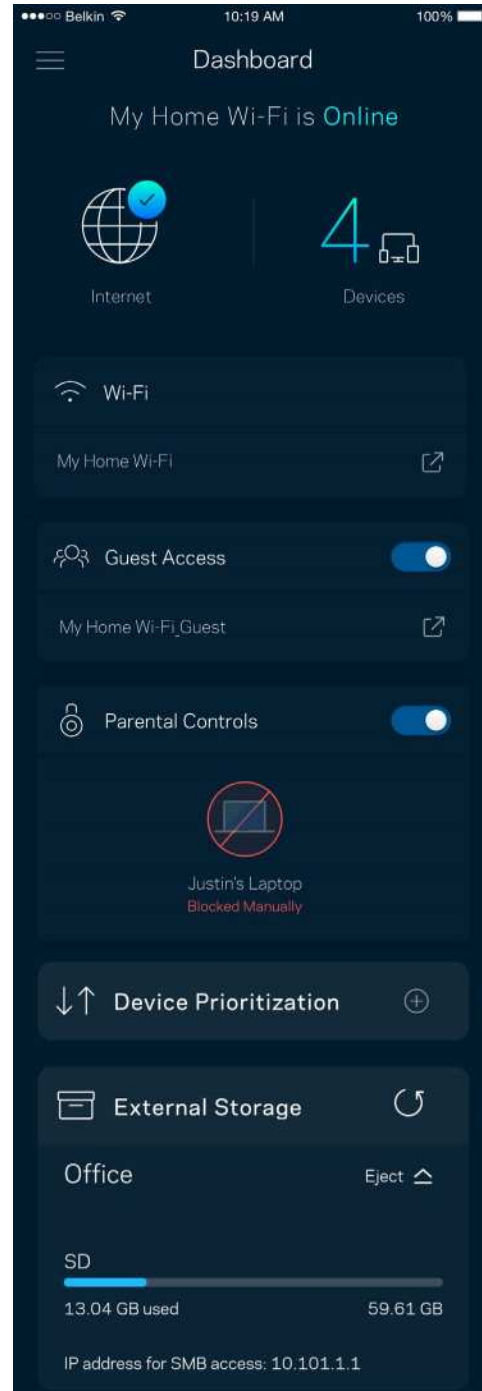 Belkin 10:19 AM 100%
Dashboard
My Home Wi-Fi is Online
4
Internet Devices
Wi-Fi
My Home Wi-Fi
Guest Access
My Home Wi-Fi_Guest
Parental Controls
Justin's Laptop
Blocked Manually
Device Prioritization
External Storage
Office Eject
SD
13.04 GB used 59.61 GB
IP address for SMB access: 10.101.1.1